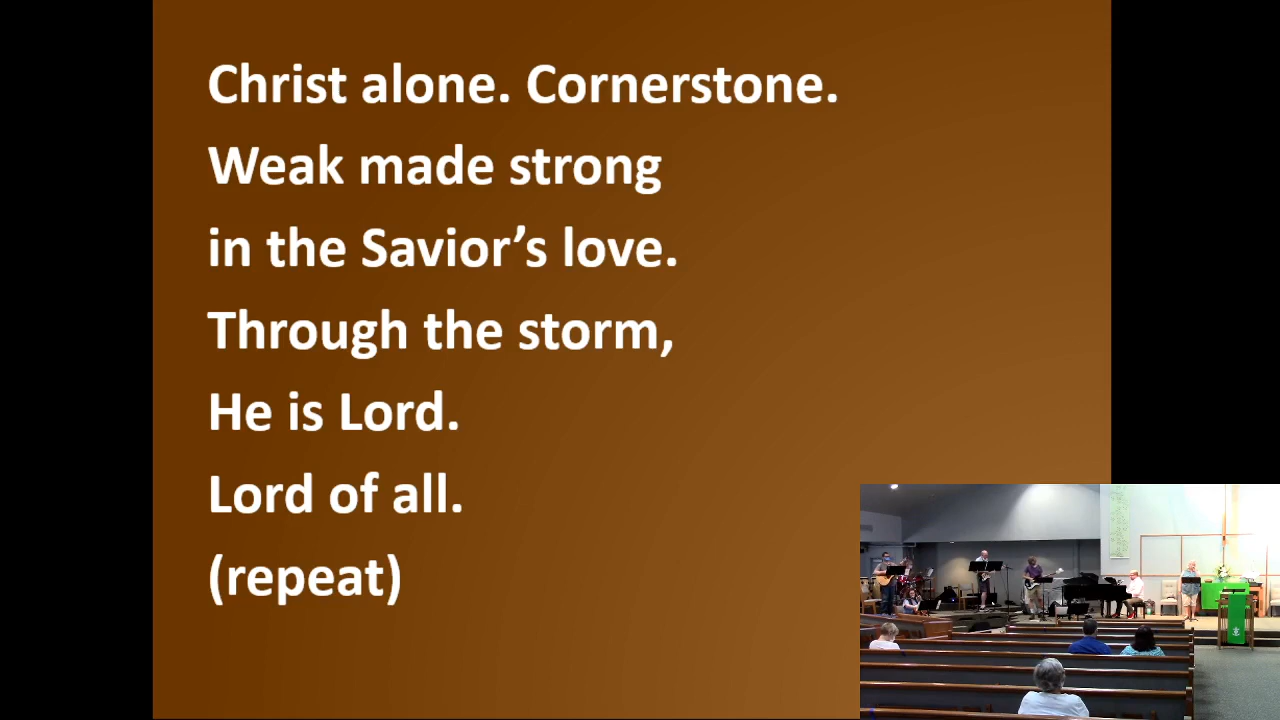 Christ alone. Cornerstone.
Weak made strong
in the Savior’s love.
Through the storm,
He is Lord.
Lord of all.
(repeat)